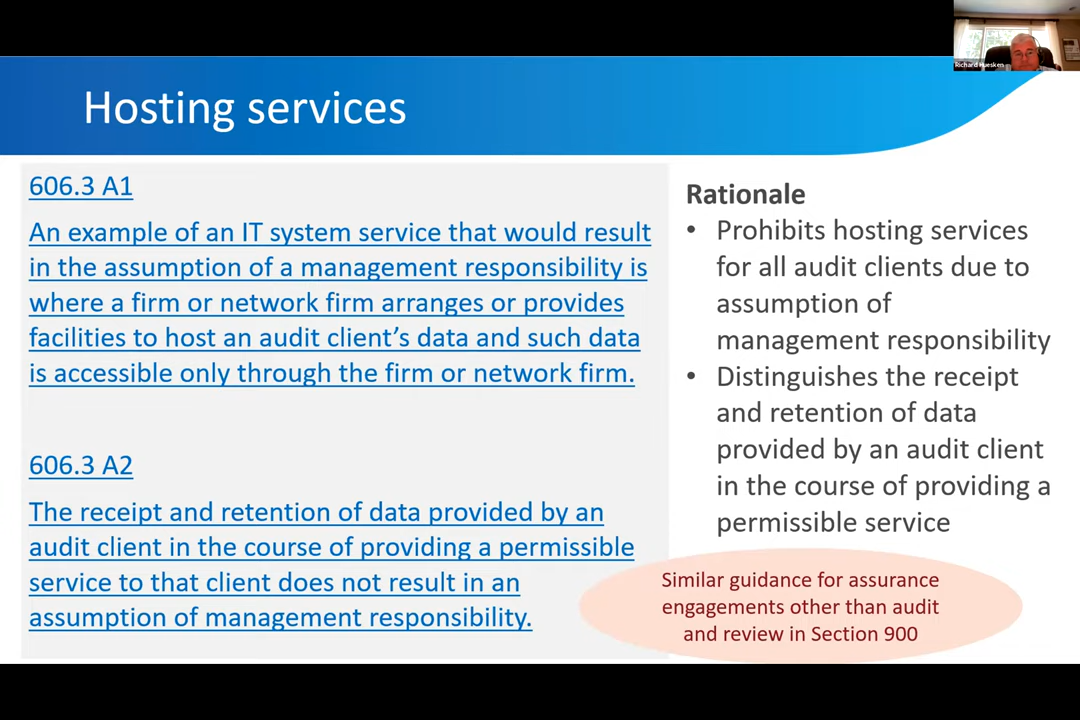 Richard Huesken
Hosting services
606.3 A1
An example of an IT system service that would result
in the assumption of a management responsibility is
where a firm or network firm arranges or provides
facilities to host an audit client’s data and such data
is accessible only through the firm or network firm.
606.3 A2
The receipt and retention of data provided by an
audit client in the course of providing a permissible
service to that client does not result in an
assumption of management responsibility.
Rationale
• Prohibits hosting services
for all audit clients due to
assumption of
management responsibility
• Distinguishes the receipt
and retention of data
provided by an audit client
in the course of providing a
permissible service
Similar guidance for assurance
engagements other than audit
and review in Section 900